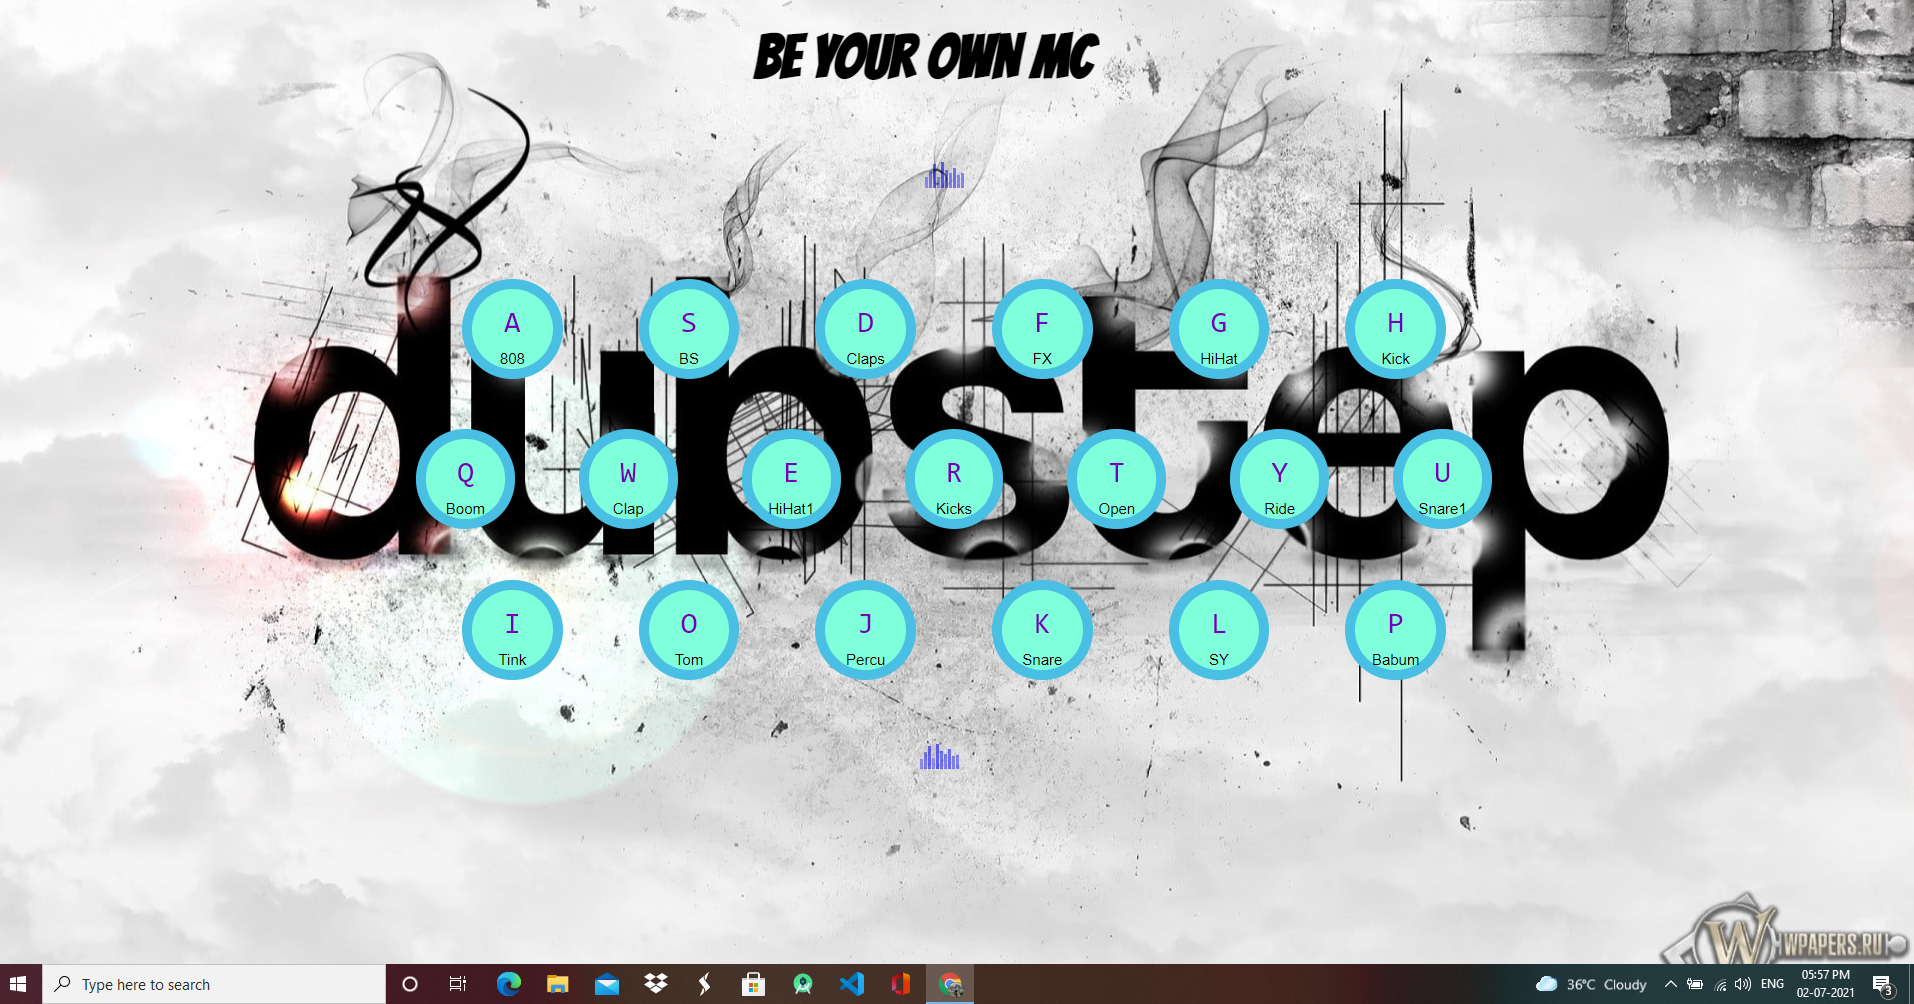 BE YOUR OWN MC
dubstep
A S D F G H
808 BS Claps FX HiHat Kick
Q W E R T Y U
Boom Clap HiHat1 Kicks Open Ride Snare1
I O J K L P
Tink Tom Percu Snare SY Babum
W WPAPERS.RU
Type here to search
36°C Cloudy
ENG
05:57 PM
02-07-2021
3